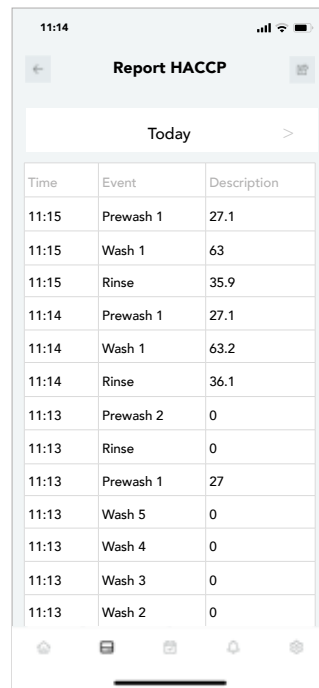 11:14
Report HACCP
Today >
Time Event Description
11:15 Prewash 1 27.1
11:15 Wash 1 63
11:15 Rinse 35.9
11:14 Prewash 1 27.1
11:14 Wash 1 63.2
11:14 Rinse 36.1
11:13 Prewash 2 0
11:13 Rinse 0
11:13 Prewash 1 27
11:13 Wash 5 0
11:13 Wash 4 0
11:13 Wash 3 0
11:13 Wash 2 0